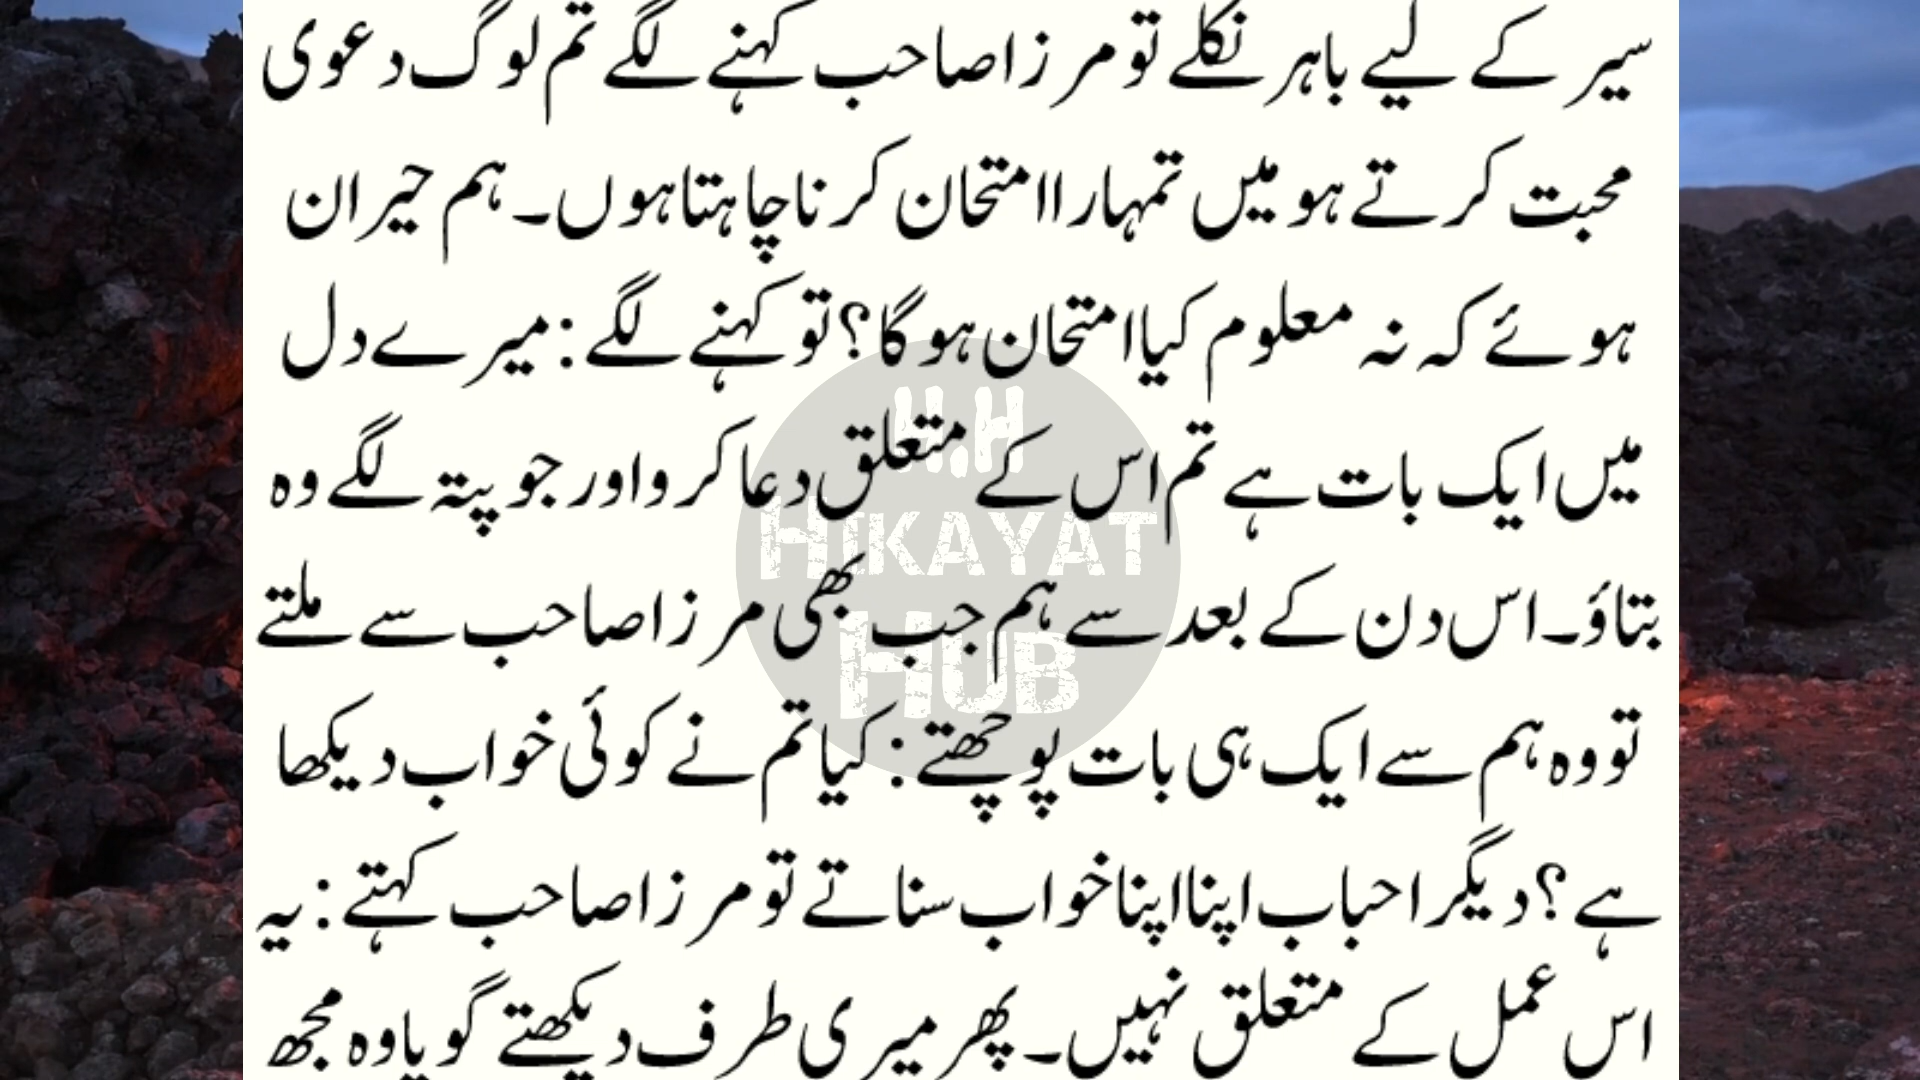 سیر کے لیے باہر نکلے تو مرزا صاحب کہنے لگے تم لوگ دعوی
محبت کرتے ہو میں تمہارا امتحان کرنا چاہتا ہوں۔ ہم حیران
ہوئے کہ نہ معلوم کیا امتحان ہو گا؟ تو کہنے لگے: میرے دل
میں ایک بات ہے تم اس کے متعلق دعا کرو اور جو پتہ لگے وہ
بتاؤ۔ اس دن کے بعد سے ہم جب بھی مرزا صاحب سے ملتے
تو وہ ہم سے ایک ہی بات پوچھتے: کیا تم نے کوئی خواب دیکھا
ہے؟ دیگر احباب اپنا اپنا خواب سناتے تو مرزا صاحب کہتے: یہ
اس عمل کے متعلق نہیں۔ پھر میری طرف دیکھتے گویا وہ مجھ
H.H
HIKAYAT
HUB